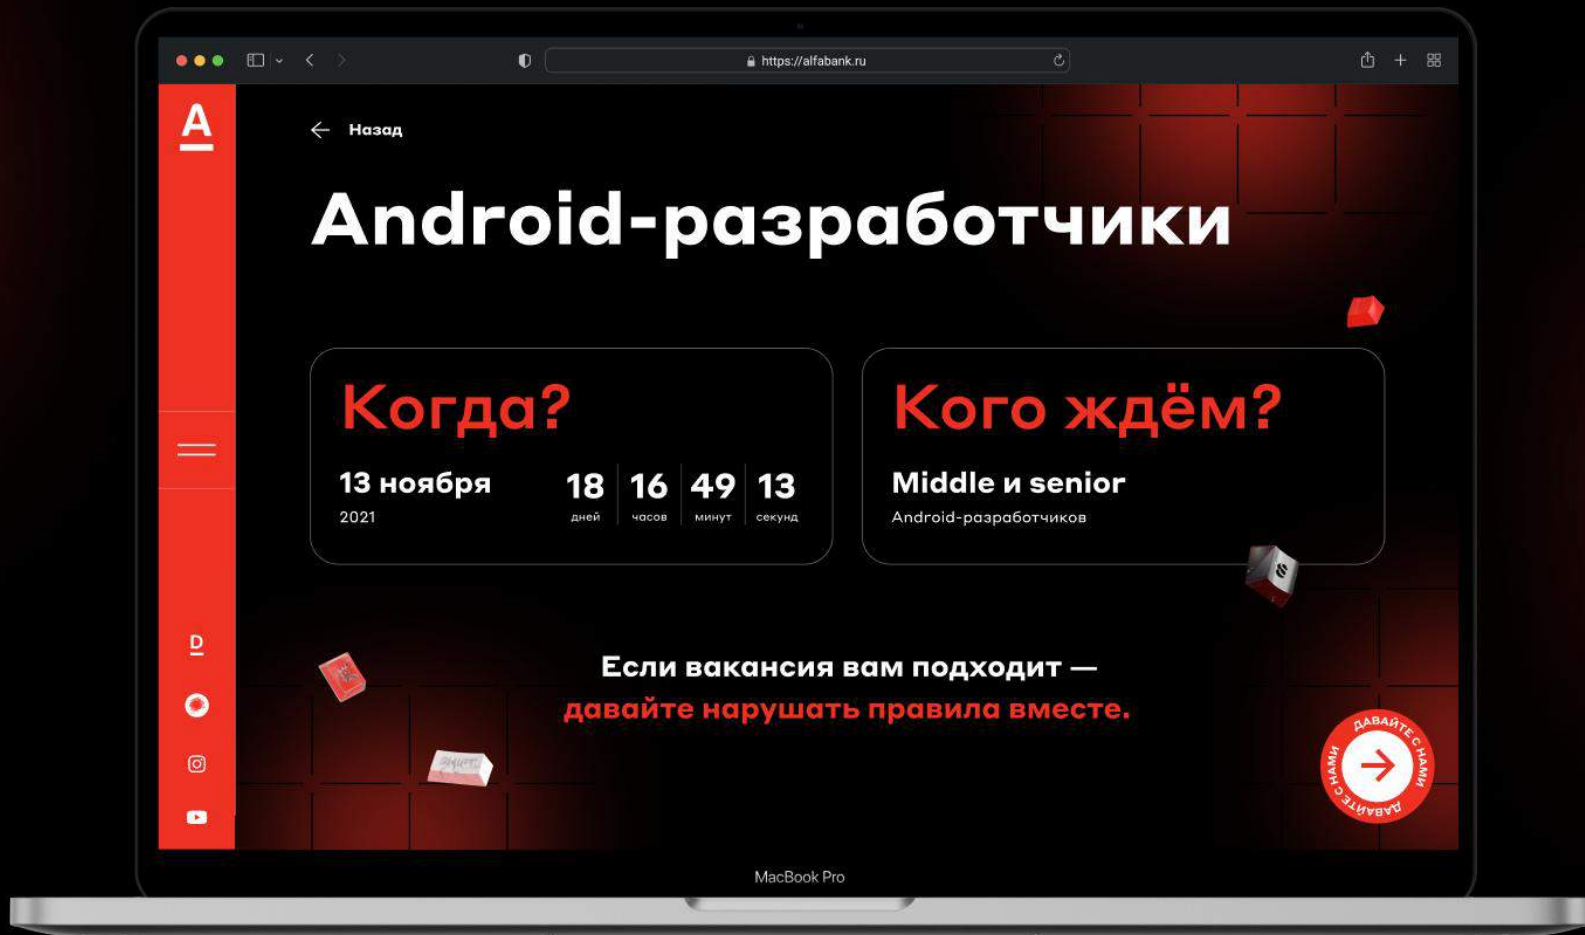 https://alfabank.ru
А
Назад
Android-разработчики
Когда?
13 ноября
2021
18 16 49 13
дней часов минут секунд
Кого ждём?
Middle и senior
Android-разработчиков
D
Если вакансия вам подходит —
давайте нарушать правила вместе.
ДАВАЙТЕ С НАМИ ДАВАЙТЕ С НАМИ
MacBook Pro